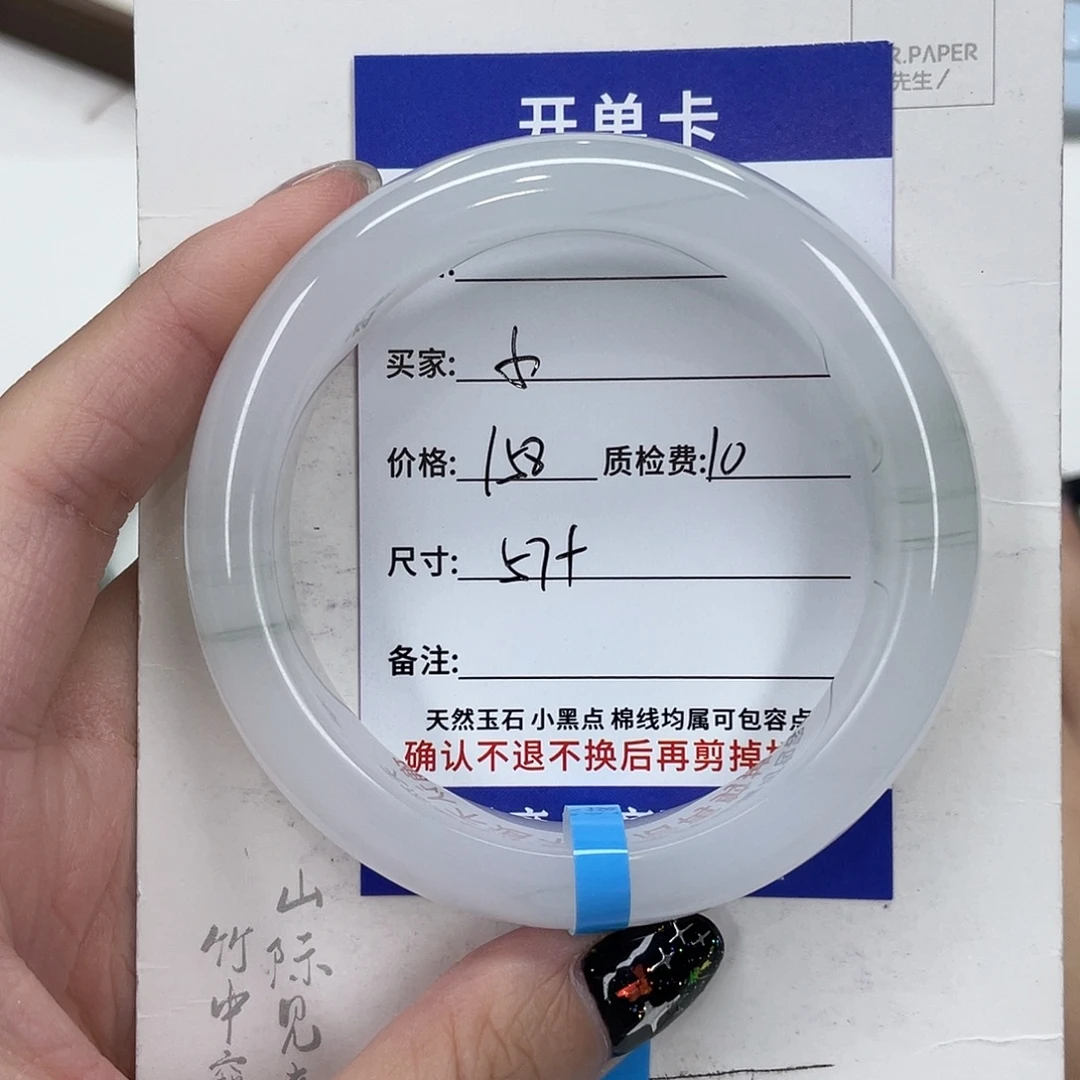 R.PAPER
先生/
开单卡
买家: 小
价格: 158 质检费: 10
尺寸: 57+
备注:
天然玉石 小黑点 棉线均属可包容点
确认不退不换后再剪掉
山际见
竹中窥